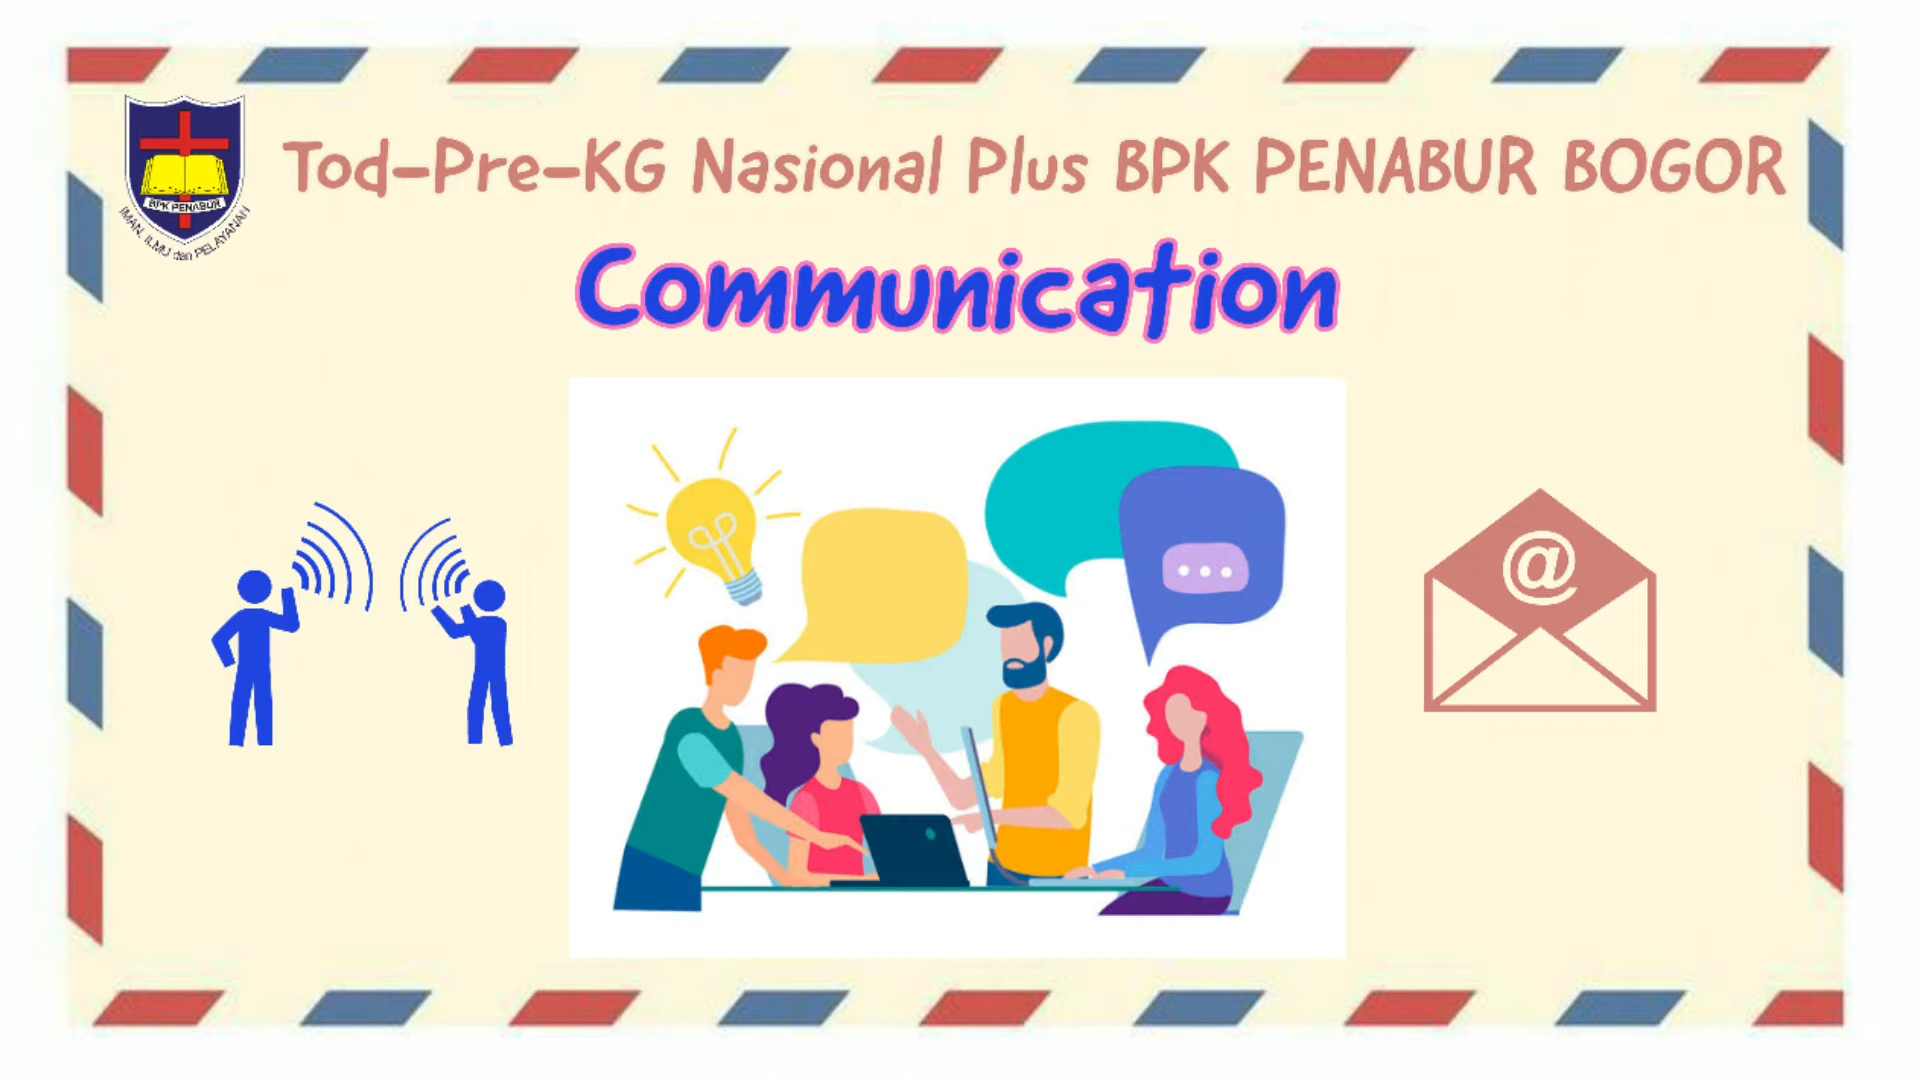 Tod-Pre-KG Nasional Plus BPK PENABUR BOGOR
BPK PENABUR
IMAN, ILMU dan PELAYANAN
Communication
@